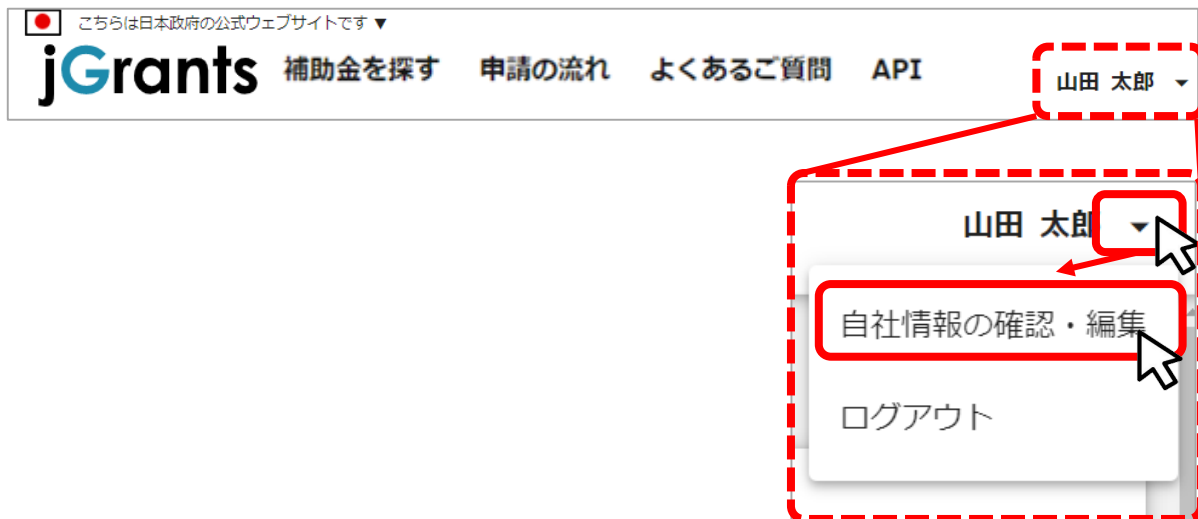 こちらは日本政府の公式ウェブサイトです ▼
jGrants 補助金を探す 申請の流れ よくあるご質問 API 山田 太郎
山田 太郎
自社情報の確認・編集
ログアウト